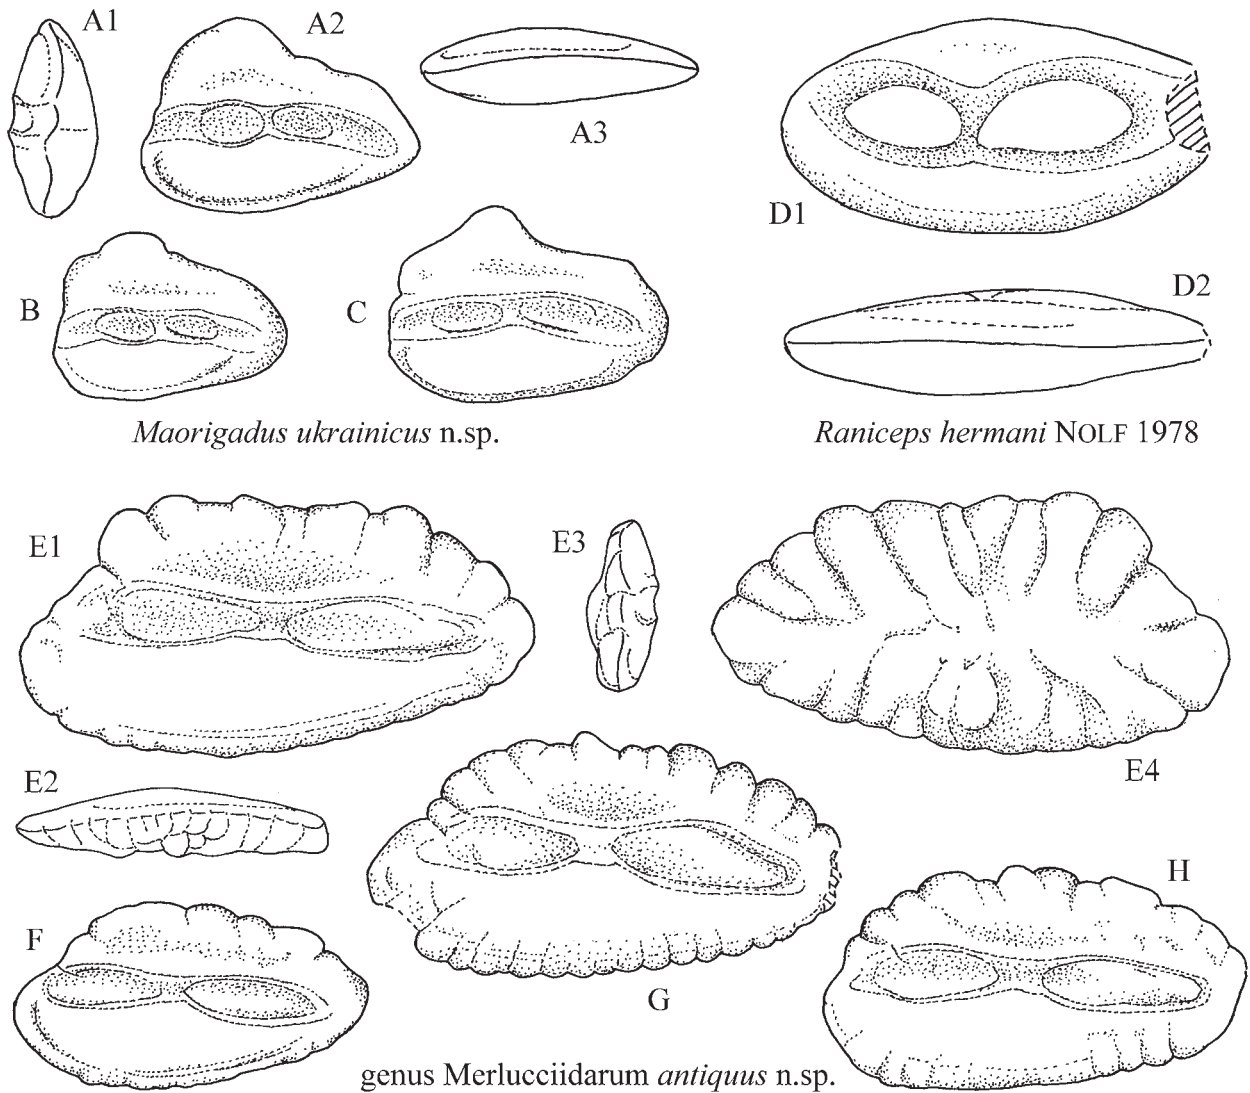 A1
A2
A3
D1
B
C
D2
Maorigadus ukrainicus n.sp.
Raniceps hermani NOLF 1978
E1
E3
E4
E2
F
G
H
genus Merlucciidarum antiquus n.sp.